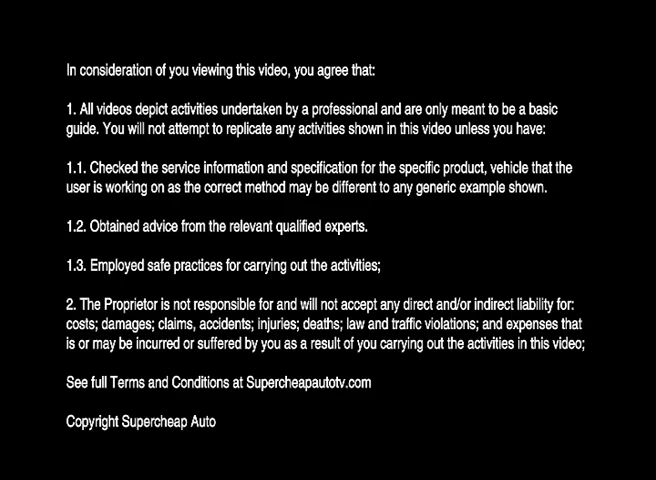 In consideration of you viewing this video, you agree that:
1. All videos depict activities undertaken by a professional and are only meant to be a basic
guide. You will not attempt to replicate any activities shown in this video unless you have:
1.1. Checked the service information and specification for the specific product, vehicle that the
user is working on as the correct method may be different to any generic example shown.
1.2. Obtained advice from the relevant qualified experts.
1.3. Employed safe practices for carrying out the activities;
2. The Proprietor is not responsible for and will not accept any direct and/or indirect liability for:
costs; damages; claims, accidents; injuries; deaths; law and traffic violations; and expenses that
is or may be incurred or suffered by you as a result of you carrying out the activities in this video;
See full Terms and Conditions at Supercheapautotv.com
Copyright Supercheap Auto